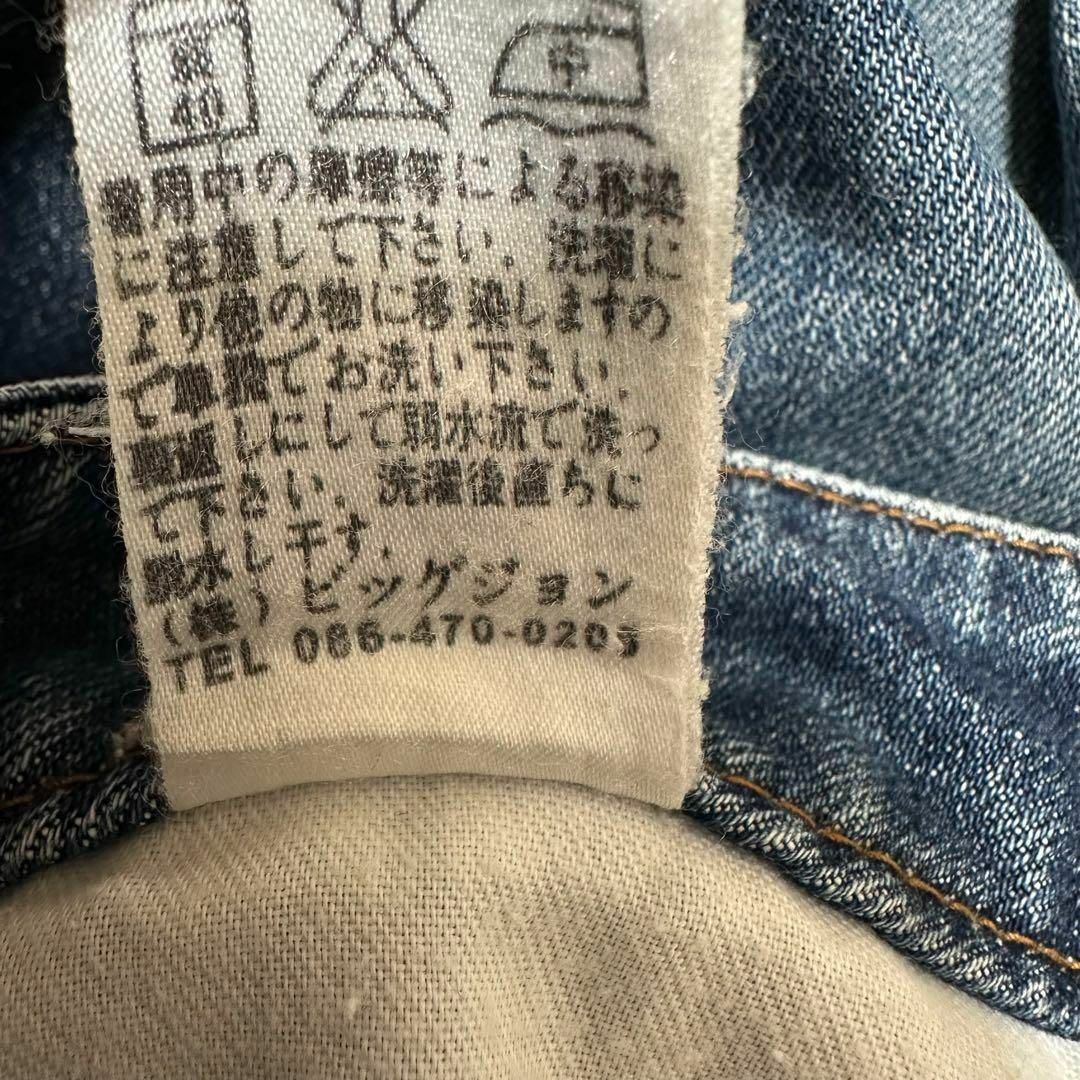 弱
40
中
着用中の摩擦等による移染
に注意して下さい．洗濯に
より他の物に移染しますの
で単独でお洗い下さい．
裏返しにして弱水流で洗っ
て下さい．洗濯後直ちに
脱水し干す．
(株)ビッグジョン
TEL 086-470-0205